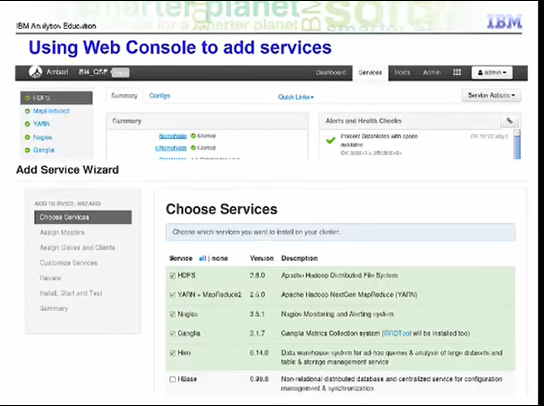 smarter planet
for a smarter planet
IBM Analytics Education
IBM
Using Web Console to add services
Ambari
Dashboard Services Hosts Admin admin
HDFS
MapReduce2
YARN
Nagios
Ganglia
Summary Configs Quick Links Service Actions
Summary
NameNode Started
SNameNode Started
Alerts and Health Checks
Percent DataNodes with space available
Add Service Wizard
ADD SERVICE WIZARD
Choose Services
Assign Masters
Assign Slaves and Clients
Customize Services
Review
Install, Start and Test
Summary
Choose Services
Choose which services you want to install on your cluster.
Service all | none Version Description
HDFS 2.6.0 Apache Hadoop Distributed File System
YARN + MapReduce2 2.6.0 Apache Hadoop NextGen MapReduce (YARN)
Nagios 3.5.1 Nagios Monitoring and Alerting system
Ganglia 3.1.7 Ganglia Metrics Collection system (RRDTool will be installed too)
Hive 0.14.0 Data warehouse system for ad-hoc queries & analysis of large datasets and
table & storage management service
HBase 0.98.8 Non-relational distributed database and centralized service for configuration
management & synchronization